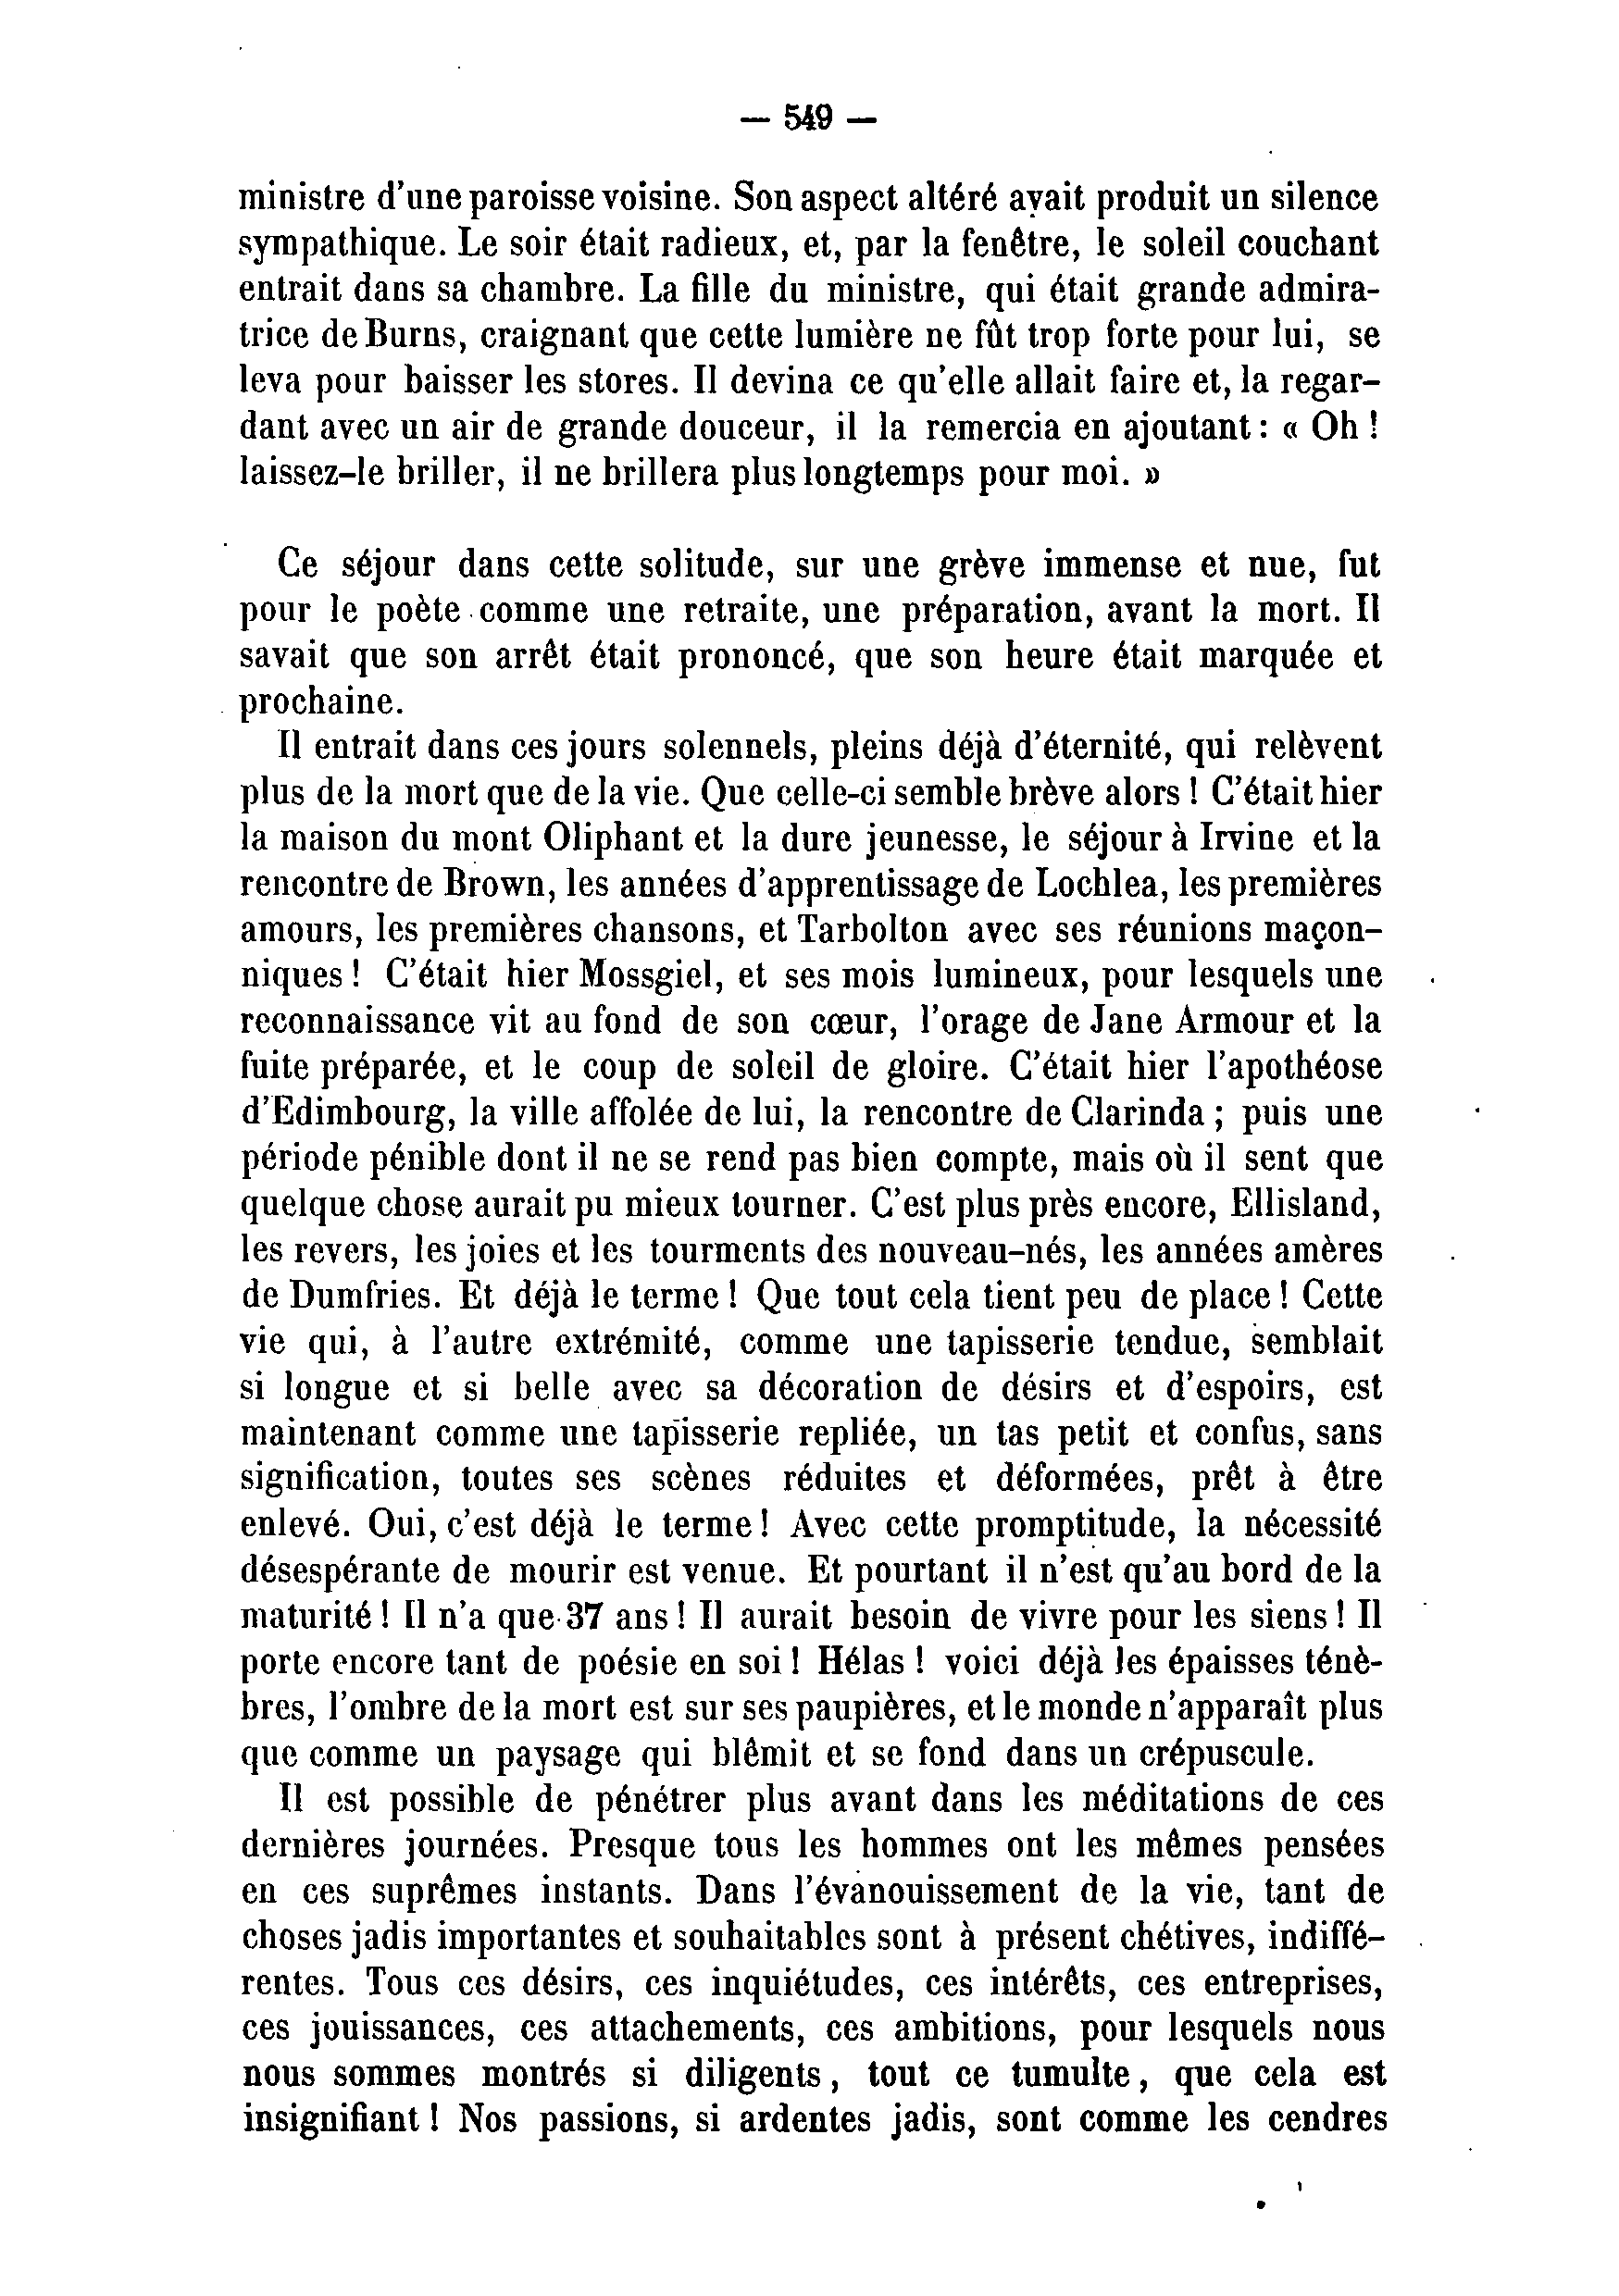 — 549 —
ministre d'une paroisse voisine. Son aspect altéré avait produit un silence
sympathique. Le soir était radieux, et, par la fenêtre, le soleil couchant
entrait dans sa chambre. La fille du ministre, qui était grande admira-
trice de Burns, craignant que cette lumière ne fût trop forte pour lui, se
leva pour baisser les stores. Il devina ce qu'elle allait faire et, la regar-
dant avec un air de grande douceur, il la remercia en ajoutant : « Oh !
laissez-le briller, il ne brillera plus longtemps pour moi. »
Ce séjour dans cette solitude, sur une grève immense et nue, fut
pour le poète comme une retraite, une préparation, avant la mort. Il
savait que son arrêt était prononcé, que son heure était marquée et
prochaine.
Il entrait dans ces jours solennels, pleins déjà d'éternité, qui relèvent
plus de la mort que de la vie. Que celle-ci semble brève alors ! C'était hier
la maison du mont Oliphant et la dure jeunesse, le séjour à Irvine et la
rencontre de Brown, les années d'apprentissage de Lochlea, les premières
amours, les premières chansons, et Tarbolton avec ses réunions maçon-
niques ! C'était hier Mossgiel, et ses mois lumineux, pour lesquels une
reconnaissance vit au fond de son cœur, l'orage de Jane Armour et la
fuite préparée, et le coup de soleil de gloire. C'était hier l'apothéose
d'Edimbourg, la ville affolée de lui, la rencontre de Clarinda ; puis une
période pénible dont il ne se rend pas bien compte, mais où il sent que
quelque chose aurait pu mieux tourner. C'est plus près encore, Ellisland,
les revers, les joies et les tourments des nouveau-nés, les années amères
de Dumfries. Et déjà le terme ! Que tout cela tient peu de place ! Cette
vie qui, à l'autre extrémité, comme une tapisserie tendue, semblait
si longue et si belle avec sa décoration de désirs et d'espoirs, est
maintenant comme une tapisserie repliée, un tas petit et confus, sans
signification, toutes ses scènes réduites et déformées, prêt à être
enlevé. Oui, c'est déjà le terme ! Avec cette promptitude, la nécessité
désespérante de mourir est venue. Et pourtant il n'est qu'au bord de la
maturité ! Il n'a que 37 ans ! Il aurait besoin de vivre pour les siens ! Il
porte encore tant de poésie en soi ! Hélas ! voici déjà les épaisses ténè-
bres, l'ombre de la mort est sur ses paupières, et le monde n'apparaît plus
que comme un paysage qui blêmit et se fond dans un crépuscule.
Il est possible de pénétrer plus avant dans les méditations de ces
dernières journées. Presque tous les hommes ont les mêmes pensées
en ces suprêmes instants. Dans l'évanouissement de la vie, tant de
choses jadis importantes et souhaitables sont à présent chétives, indiffé-
rentes. Tous ces désirs, ces inquiétudes, ces intérêts, ces entreprises,
ces jouissances, ces attachements, ces ambitions, pour lesquels nous
nous sommes montrés si diligents, tout ce tumulte, que cela est
insignifiant ! Nos passions, si ardentes jadis, sont comme les cendres